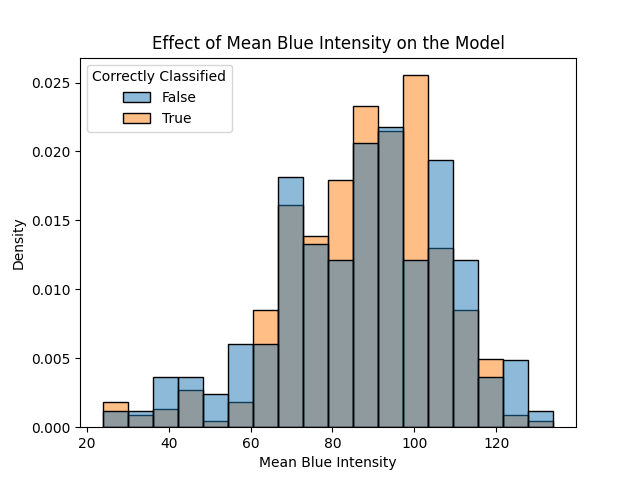 Effect of Mean Blue Intensity on the Model
Correctly Classified
False
True
0.025
0.020
0.015
0.010
0.005
0.000
Density
20 40 60 80 100 120
Mean Blue Intensity